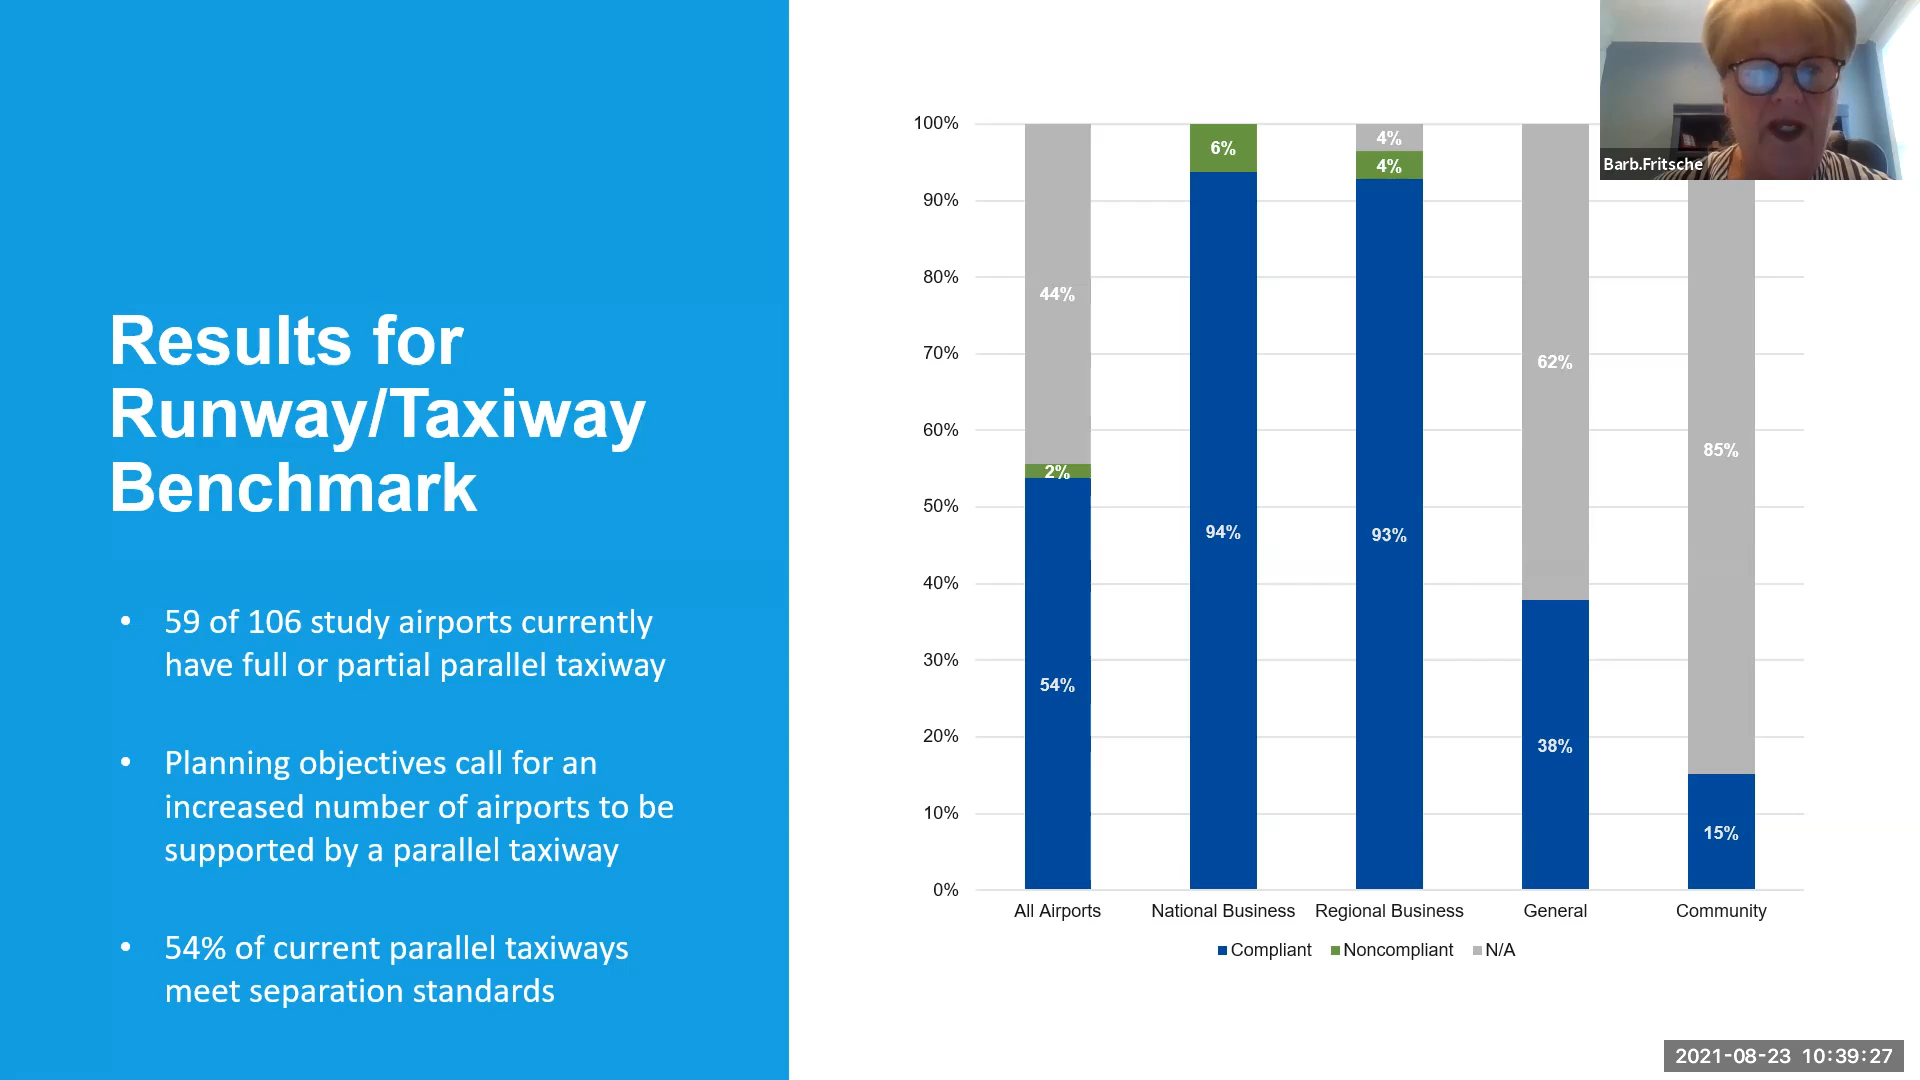 Results for
Runway/Taxiway
Benchmark
• 59 of 106 study airports currently
have full or partial parallel taxiway
• Planning objectives call for an
increased number of airports to be
supported by a parallel taxiway
• 54% of current parallel taxiways
meet separation standards
100%
90%
80%
70%
60%
50%
40%
30%
20%
10%
0%
44%
2%
54%
6%
94%
4%
4%
93%
62%
38%
85%
15%
All Airports
National Business
Regional Business
General
Community
Compliant
Noncompliant
N/A
Barb.Fritsche
2021-08-23 10:39:27